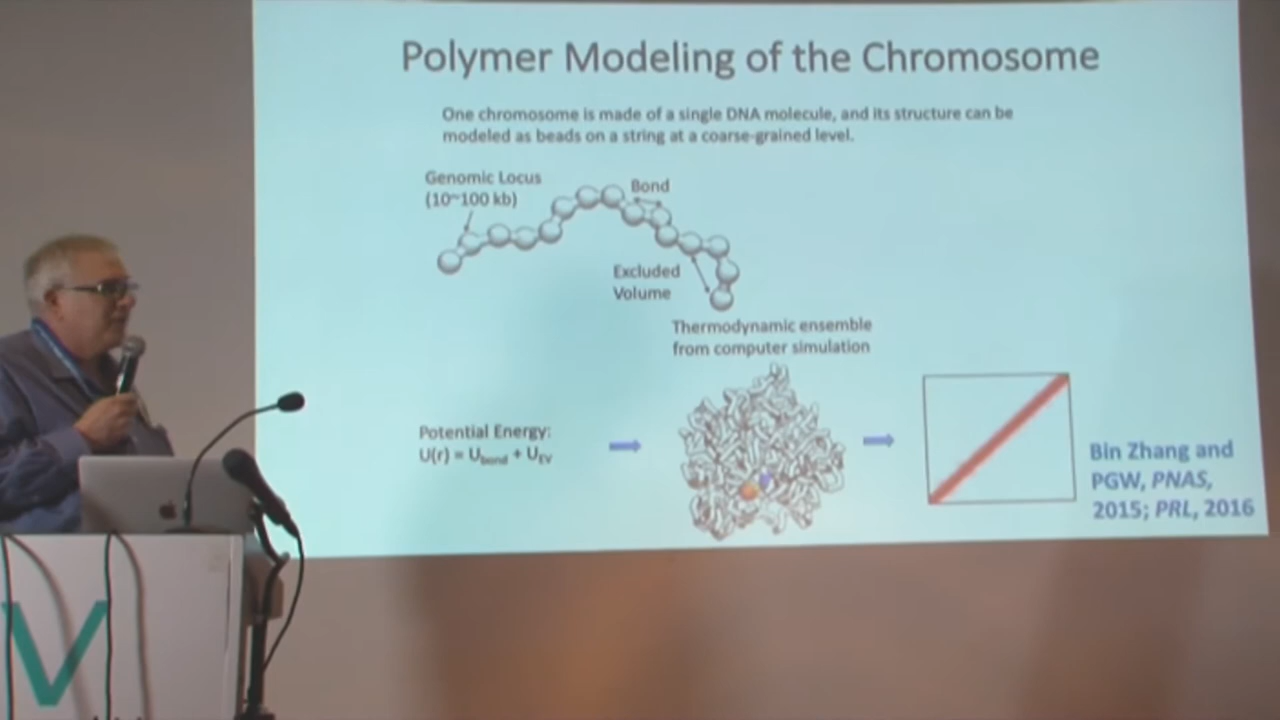 Polymer Modeling of the Chromosome
One chromosome is made of a single DNA molecule, and its structure can be
modeled as beads on a string at a coarse-grained level.
Genomic Locus
(10~100 kb)
Bond
Excluded
Volume
Thermodynamic ensemble
from computer simulation
Potential Energy:
U(r) = Ubond + UEV
Bin Zhang and
PGW, PNAS,
2015; PRL, 2016
V